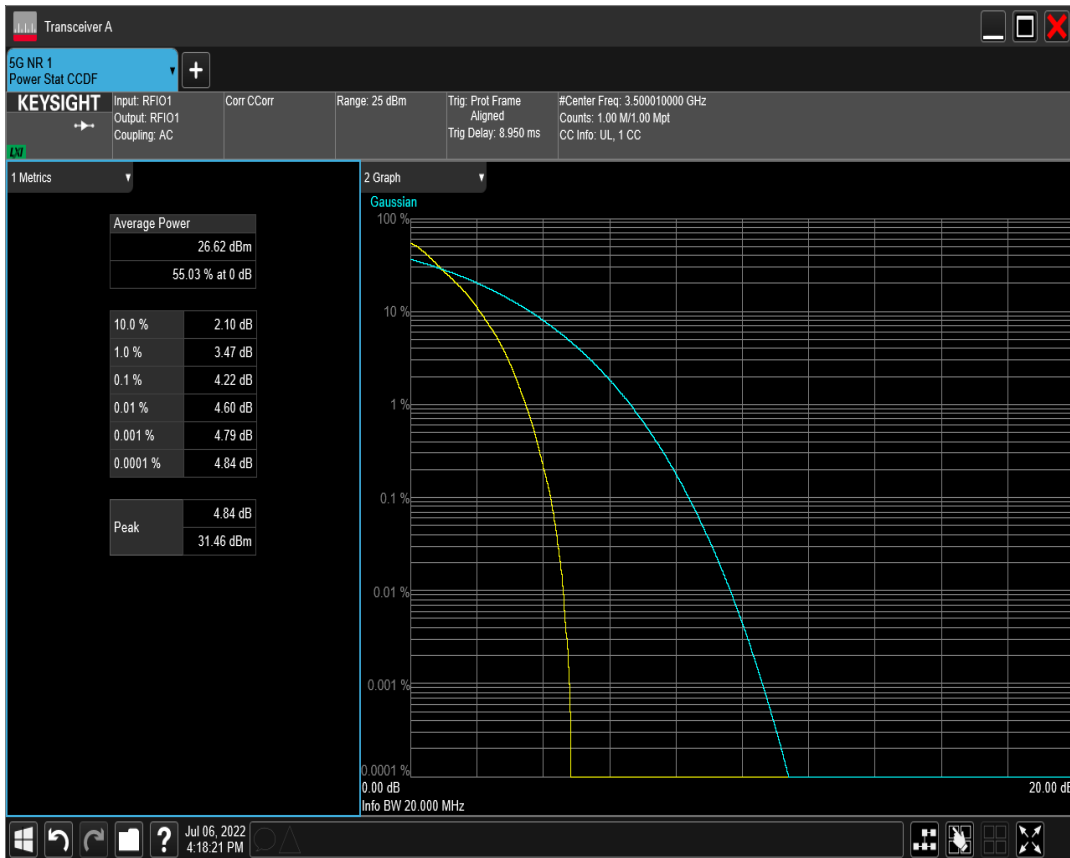 Transceiver A
5G NR 1
Power Stat CCDF
KEYSIGHT
LXI
Input: RFIO1
Output: RFIO1
Coupling: AC
Corr CCorr
Range: 25 dBm
Trig: Prot Frame
Aligned
Trig Delay: 8.950 ms
#Center Freq: 3.500010000 GHz
Counts: 1.00 M/1.00 Mpt
CC Info: UL, 1 CC
1 Metrics
Average Power
26.62 dBm
55.03 % at 0 dB
10.0 % 2.10 dB
1.0 % 3.47 dB
0.1 % 4.22 dB
0.01 % 4.60 dB
0.001 % 4.79 dB
0.0001 % 4.84 dB
Peak 4.84 dB
31.46 dBm
2 Graph
Gaussian
100 %
10 %
1 %
0.1 %
0.01 %
0.001 %
0.0001 %
0.00 dB 20.00 dB
Info BW 20.000 MHz
Jul 06, 2022
4:18:21 PM